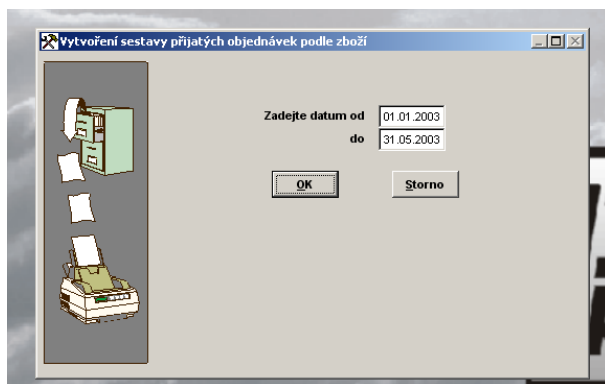 Vytvoření sestavy přijatých objednávek podle zboží
Zadejte datum od 01.01.2003
do 31.05.2003
OK Storno